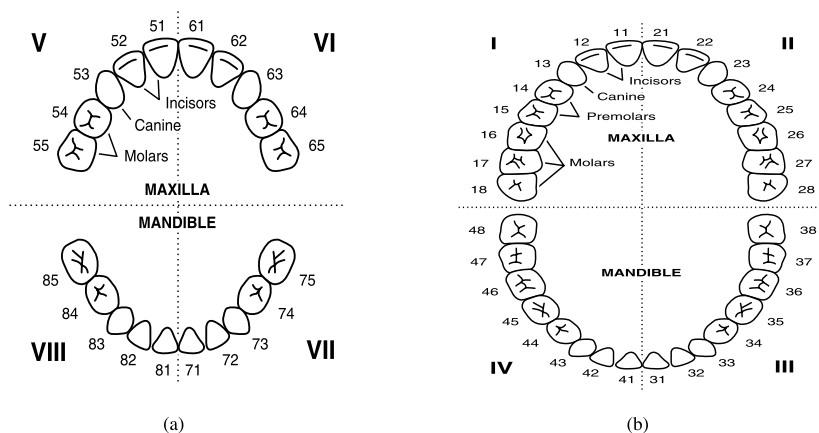 51 61
52 62
V VI
53 63
Incisors
54 Canine 64
55 Molars 65
MAXILLA
MANDIBLE
85 75
84 74
83 73
VIII 82 72 VII
81 71
(a)
11 21
12 22
I II
13 23
Incisors
14 Canine 24
15 Premolars 25
16 MAXILLA 26
17 Molars 27
18 28
48 38
47 37
MANDIBLE
46 36
45 35
44 34
43 33
IV 42 32 III
41 31
(b)